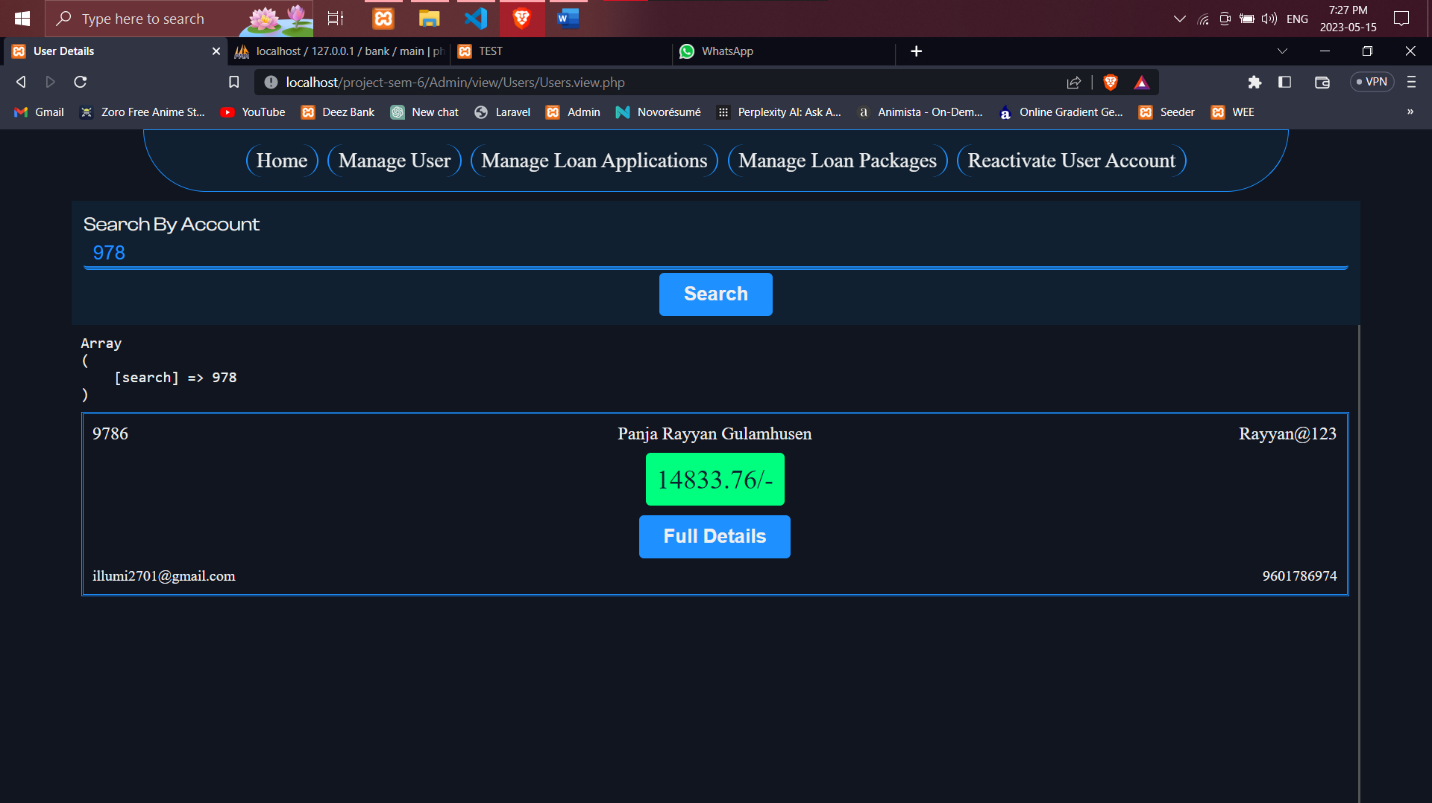 Type here to search
ENG
7:27 PM
2023-05-15
User Details
localhost / 127.0.0.1 / bank / main | ph
TEST
WhatsApp
localhost/project-sem-6/Admin/view/Users/Users.view.php
VPN
Gmail
Zoro Free Anime St...
YouTube
Deez Bank
New chat
Laravel
Admin
Novorésumé
Perplexity AI: Ask A...
Animista - On-Dem...
Online Gradient Ge...
Seeder
WEE
»
Home
Manage User
Manage Loan Applications
Manage Loan Packages
Reactivate User Account
Search By Account
978
Search
Array
(
[search] => 978
)
9786
Panja Rayyan Gulamhusen
Rayyan@123
14833.76/-
Full Details
illumi2701@gmail.com
9601786974